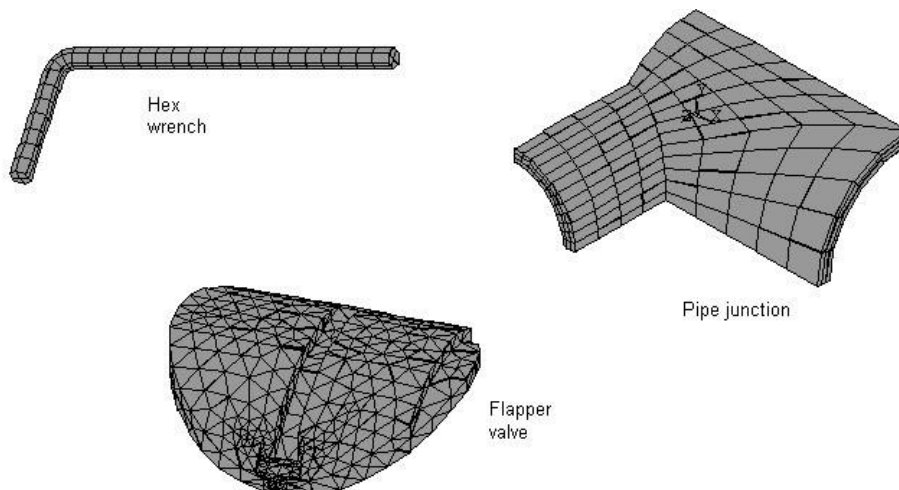 Hex
wrench
Y
Z X
Pipe junction
Flapper
valve